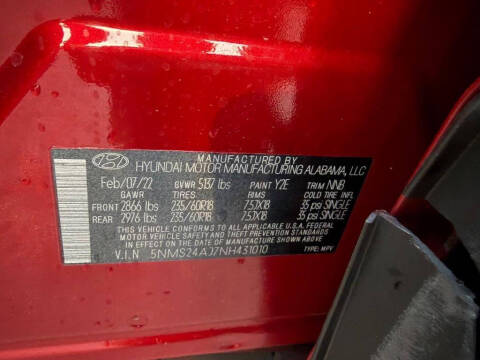 MANUFACTURED BY
HYUNDAI MOTOR MANUFACTURING ALABAMA, LLC
Feb/07/22 GVWR 5137 lbs PAINT Y2E TRIM NNB
GAWR TIRES RIMS COLD TIRE INFL
FRONT 2866 lbs 235/60R18 7.5JX18 35 psi SINGLE
REAR 2976 lbs 235/60R18 7.5JX18 35 psi SINGLE
THIS VEHICLE CONFORMS TO ALL APPLICABLE U.S. FEDERAL
MOTOR VEHICLE SAFETY AND THEFT PREVENTION STANDARDS
IN EFFECT ON THE DATE OF MANUFACTURE SHOWN ABOVE.
V.I.N 5NMS24AJ7NH431010 TYPE: MPV